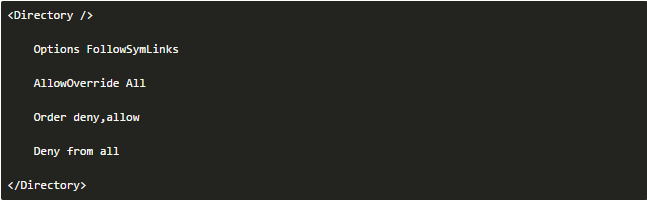 <Directory />
Options FollowSymLinks
AllowOverride All
Order deny,allow
Deny from all
</Directory>